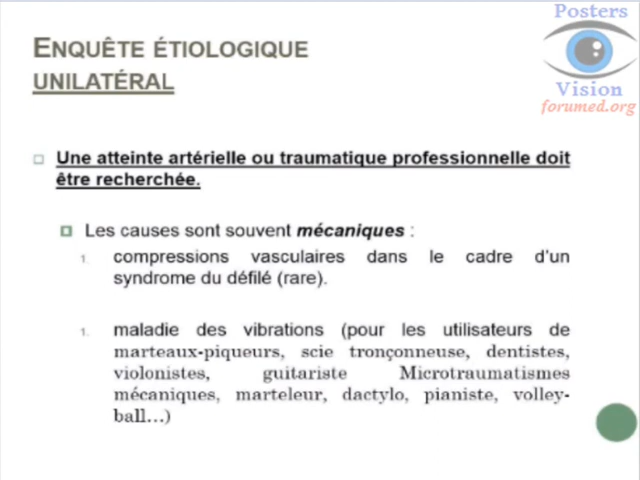 Posters
Vision
forumed.org
ENQUÊTE ÉTIOLOGIQUE
UNILATÉRAL
Une atteinte artérielle ou traumatique professionnelle doit
être recherchée.
Les causes sont souvent mécaniques :
1. compressions vasculaires dans le cadre d'un
syndrome du défilé (rare).
1. maladie des vibrations (pour les utilisateurs de
marteaux-piqueurs, scie tronçonneuse, dentistes,
violonistes, guitariste Microtraumatismes
mécaniques, marteleur, dactylo, pianiste, volley-
ball…)